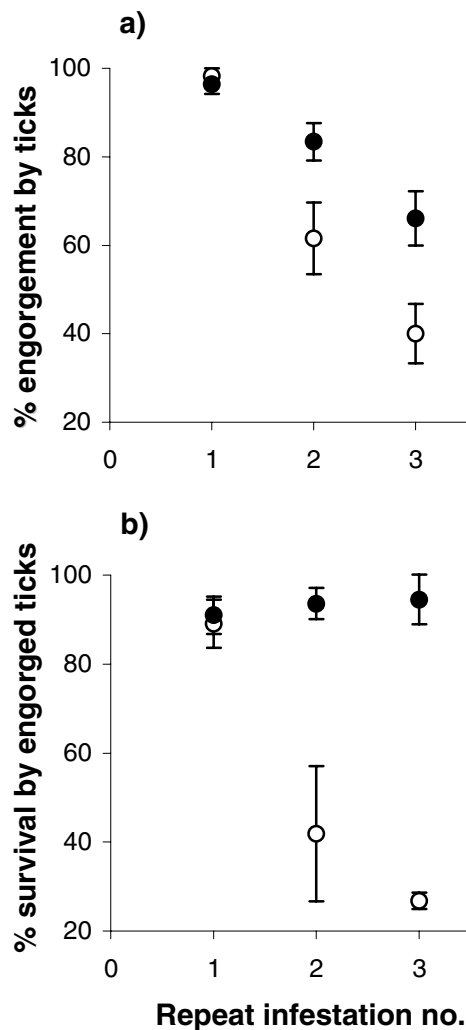 a)
% engorgement by ticks
100
80
60
40
20
0 1 2 3
b)
% survival by engorged ticks
100
80
60
40
20
0 1 2 3
Repeat infestation no.